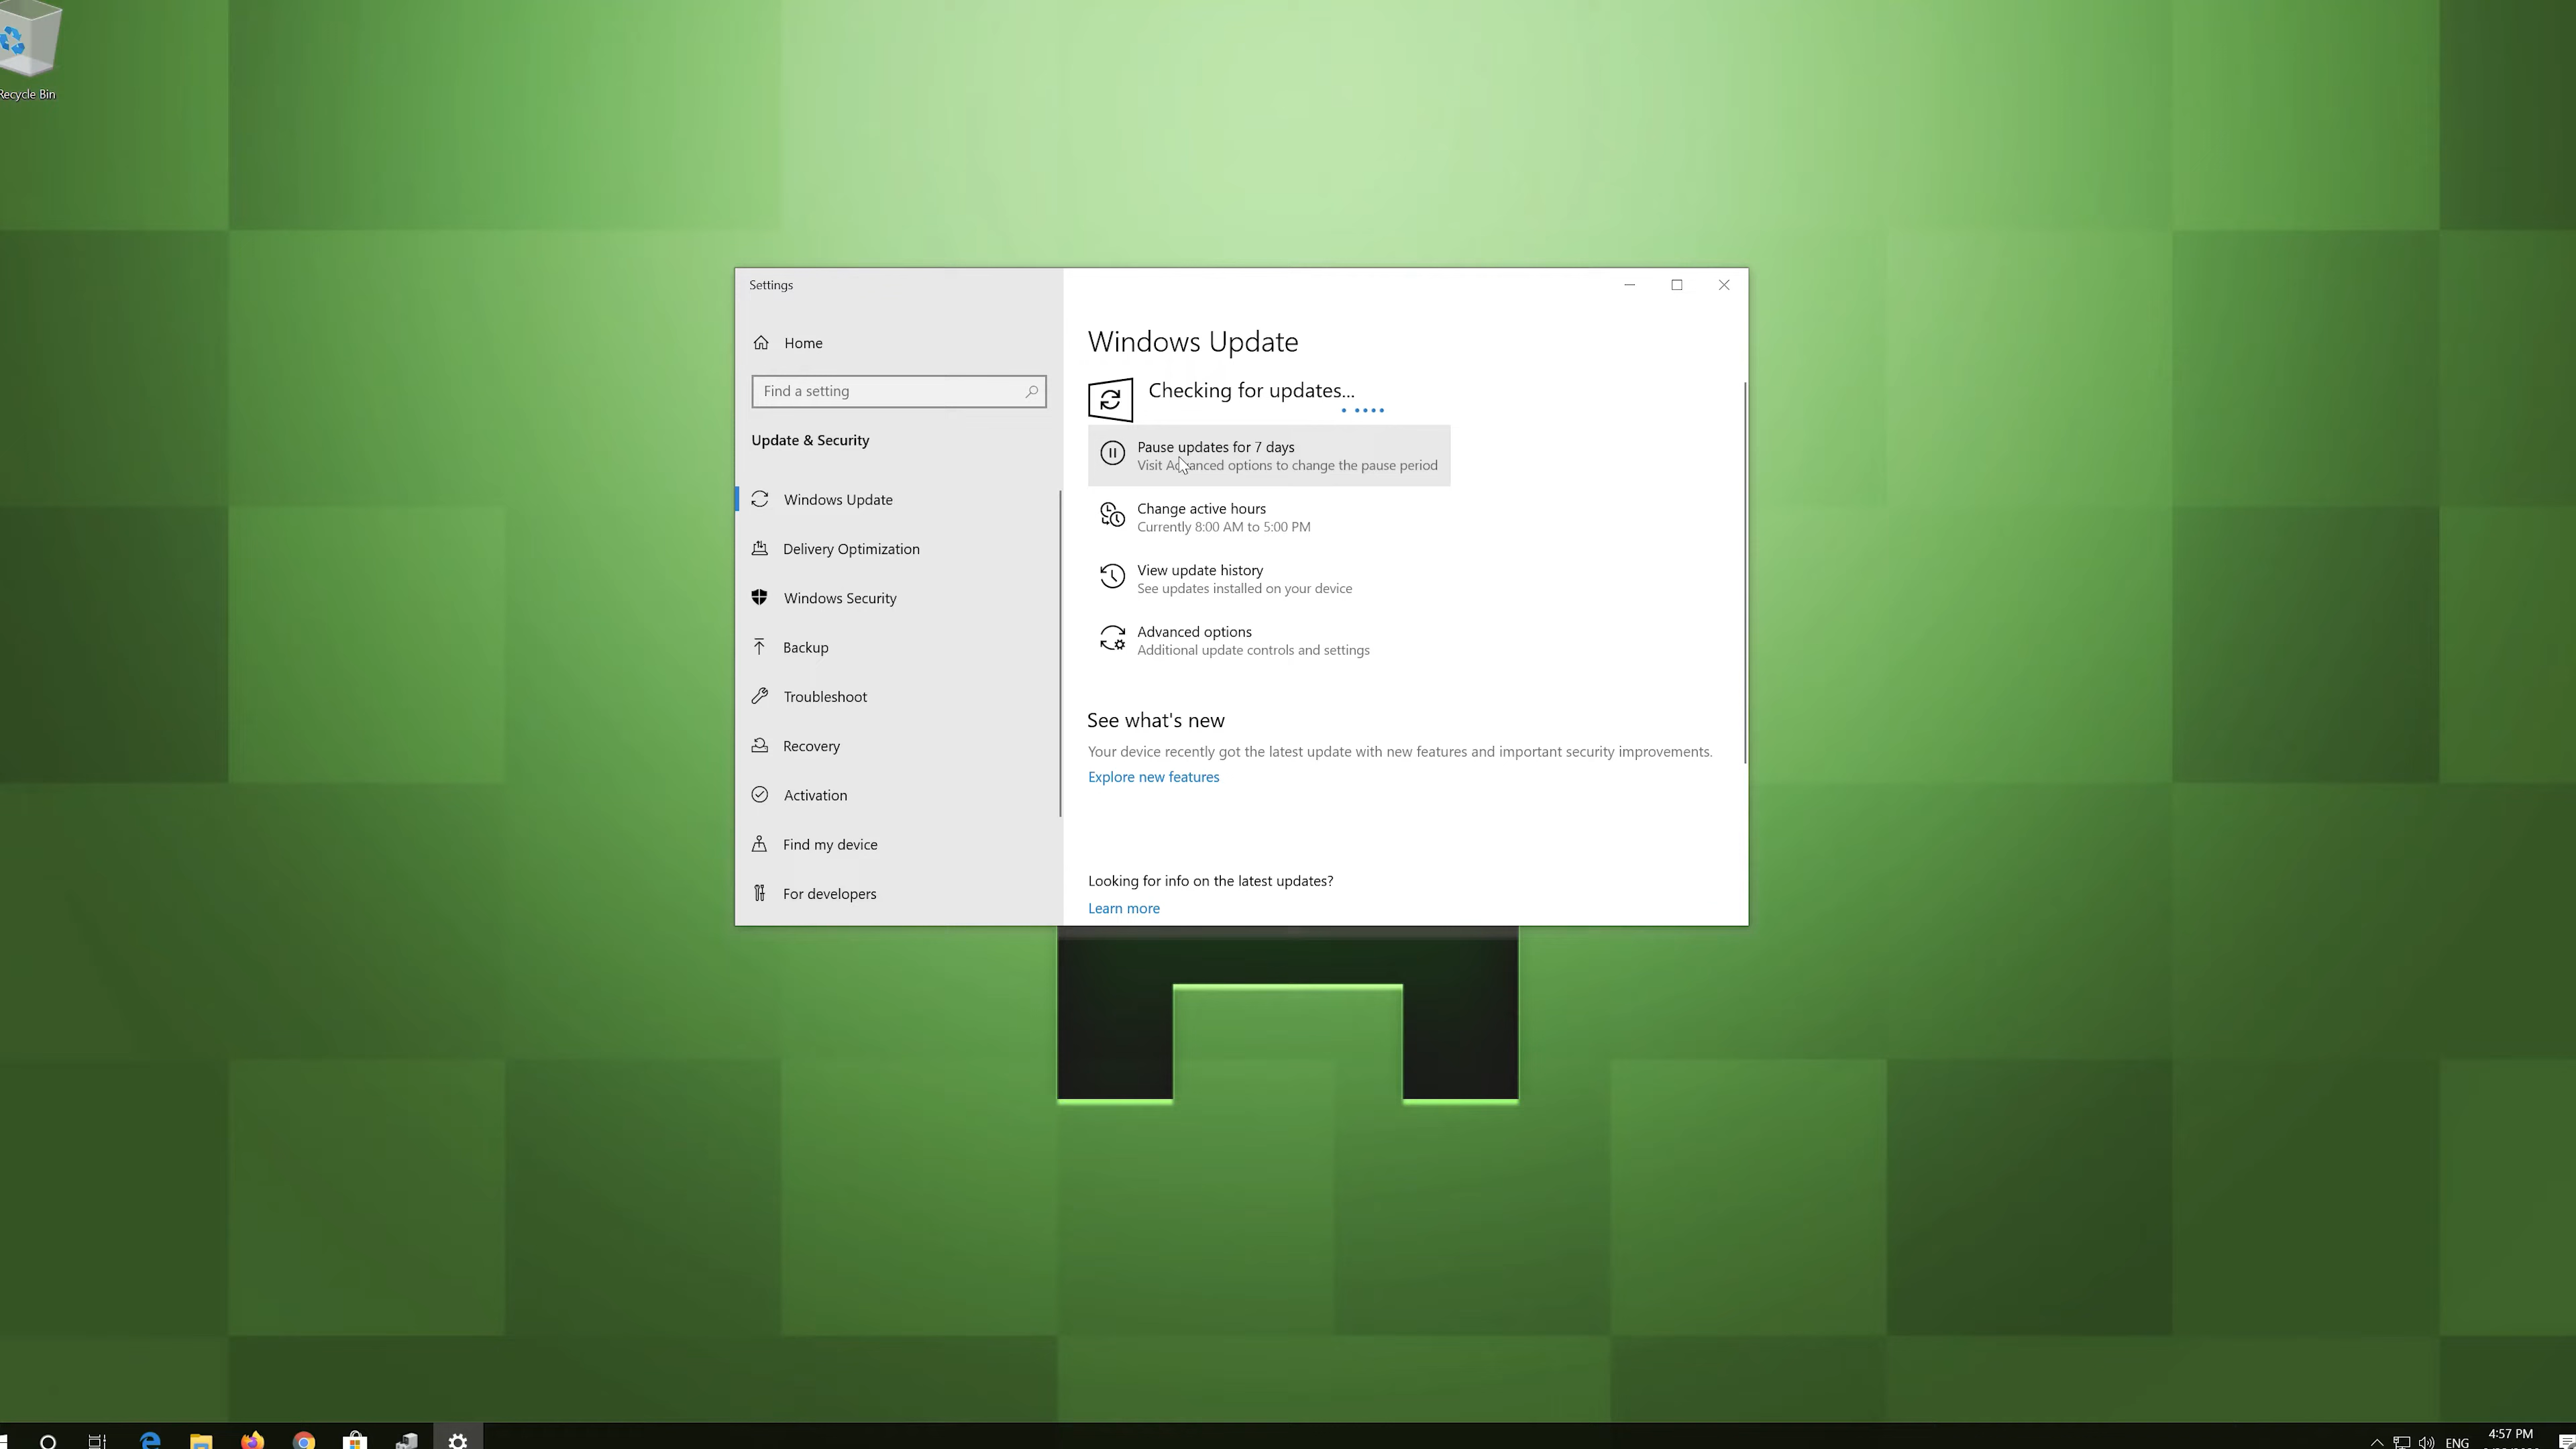 Recycle Bin
Settings
Home
Find a setting
Update & Security
Windows Update
Delivery Optimization
Windows Security
Backup
Troubleshoot
Recovery
Activation
Find my device
For developers
Windows Update
Checking for updates...
Pause updates for 7 days
Visit Advanced options to change the pause period
Change active hours
Currently 8:00 AM to 5:00 PM
View update history
See updates installed on your device
Advanced options
Additional update controls and settings
See what's new
Your device recently got the latest update with new features and important security improvements.
Explore new features
Looking for info on the latest updates?
Learn more
ENG
4:57 PM